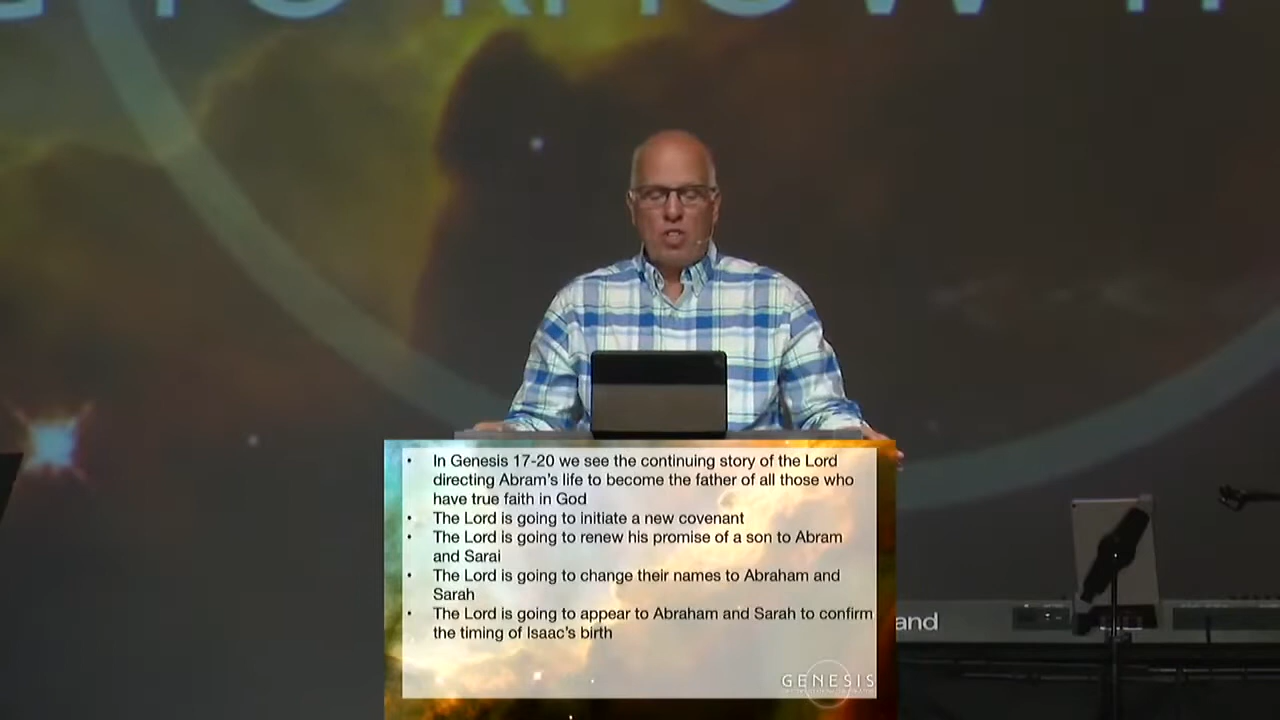 TO KNOW
• In Genesis 17-20 we see the continuing story of the Lord
directing Abram's life to become the father of all those who
have true faith in God
• The Lord is going to initiate a new covenant
• The Lord is going to renew his promise of a son to Abram
and Sarai
• The Lord is going to change their names to Abraham and
Sarah
• The Lord is going to appear to Abraham and Sarah to confirm
the timing of Isaac's birth
GENESIS
and